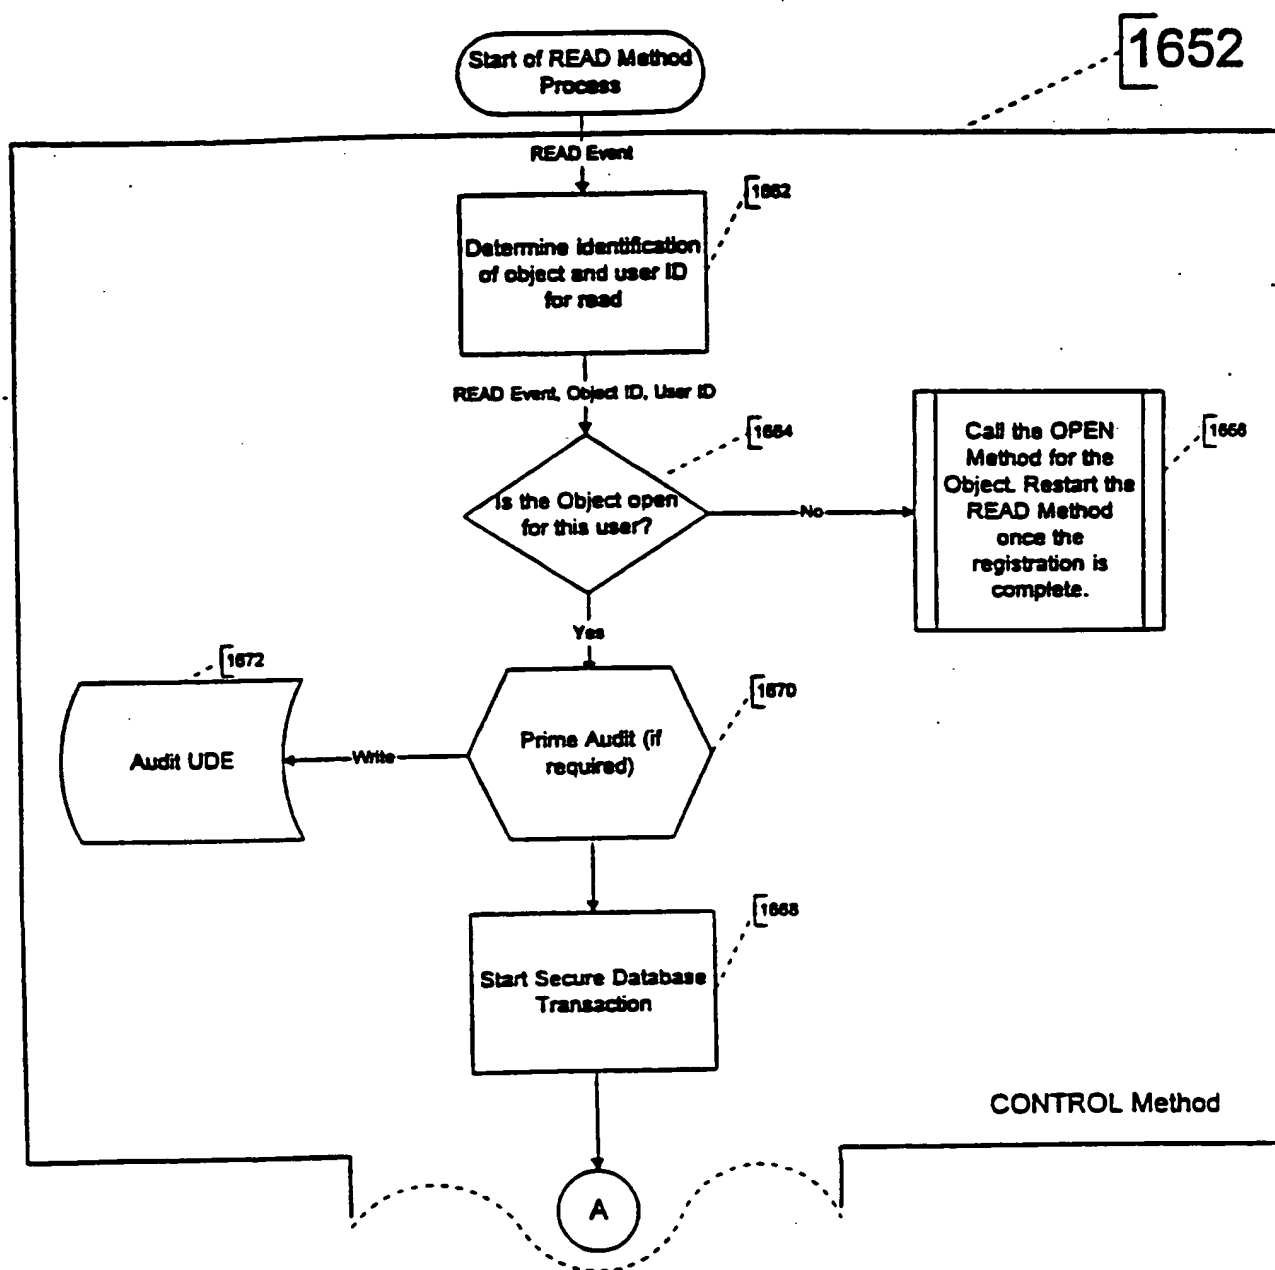 1652
Start of READ Method
Process
READ Event
1662
Determine identification
of object and user ID
for read
READ Event, Object ID, User ID
1664
Is the Object open
for this user?
No
1666
Call the OPEN
Method for the
Object. Restart the
READ Method
once the
registration is
complete.
Yes
1672
Audit UDE
Write
1670
Prime Audit (if
required)
1668
Start Secure Database
Transaction
CONTROL Method
A